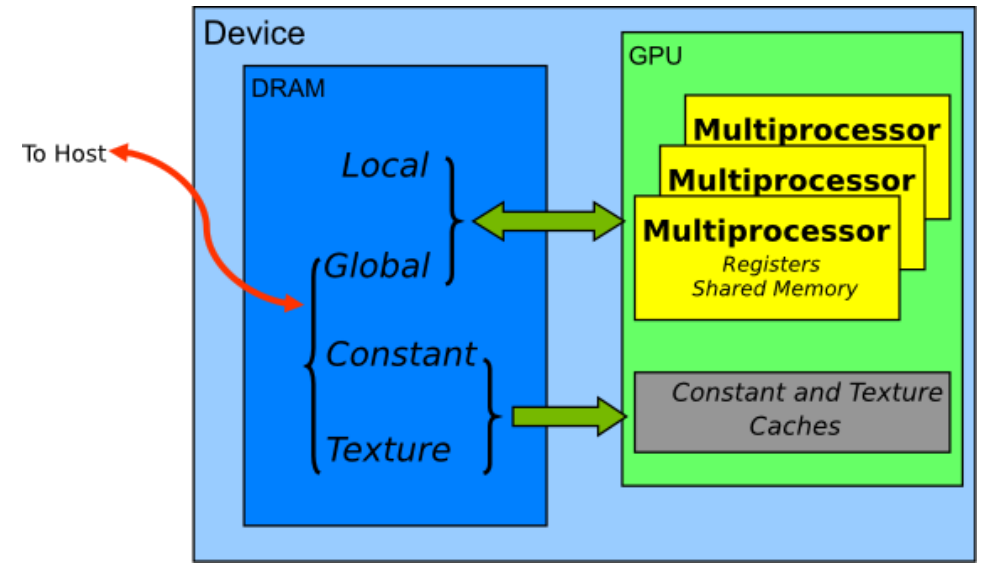 Device
DRAM
GPU
To Host
Local
Global
Constant
Texture
Multiprocessor
Multiprocessor
Multiprocessor
Registers
Shared Memory
Constant and Texture
Caches